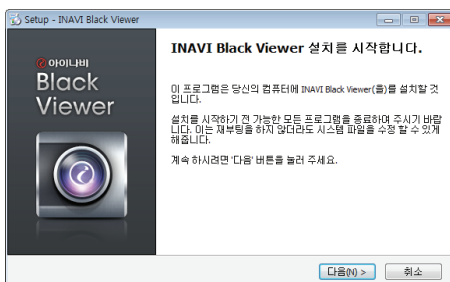 Setup - INAVI Black Viewer
아이나비
Black
Viewer
INAVI Black Viewer 설치를 시작합니다.
이 프로그램은 당신의 컴퓨터에 INAVI Black Viewer(을)를 설치할 것
입니다.
설치를 시작하기 전 가능한 모든 프로그램을 종료하여 주시기 바랍
니다. 이는 재부팅을 하지 않더라도 시스템 파일을 수정 할 수 있게
해줍니다.
계속 하시려면 '다음' 버튼을 눌러 주세요.
다음(N) >
취소